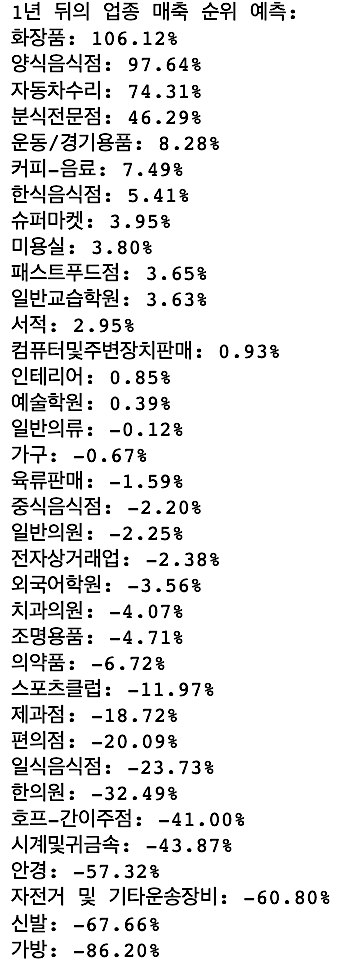 1년 뒤의 업종 매축 순위 예측:
화장품: 106.12%
양식음식점: 97.64%
자동차수리: 74.31%
분식전문점: 46.29%
운동/경기용품: 8.28%
커피-음료: 7.49%
한식음식점: 5.41%
슈퍼마켓: 3.95%
미용실: 3.80%
패스트푸드점: 3.65%
일반교습학원: 3.63%
서적: 2.95%
컴퓨터및주변장치판매: 0.93%
인테리어: 0.85%
예술학원: 0.39%
일반의류: -0.12%
가구: -0.67%
육류판매: -1.59%
중식음식점: -2.20%
일반의원: -2.25%
전자상거래업: -2.38%
외국어학원: -3.56%
치과의원: -4.07%
조명용품: -4.71%
의약품: -6.72%
스포츠클럽: -11.97%
제과점: -18.72%
편의점: -20.09%
일식음식점: -23.73%
한의원: -32.49%
호프-간이주점: -41.00%
시계및귀금속: -43.87%
안경: -57.32%
자전거 및 기타운송장비: -60.80%
신발: -67.66%
가방: -86.20%